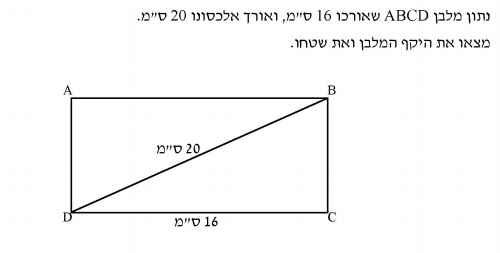 נתון מלבן ABCD שאורכו 16 ס״מ, ואורך אלכסונו 20 ס״מ.
מצאו את היקף המלבן ואת שטחו.
A
B
20 ס״מ
D
C
16 ס״מ